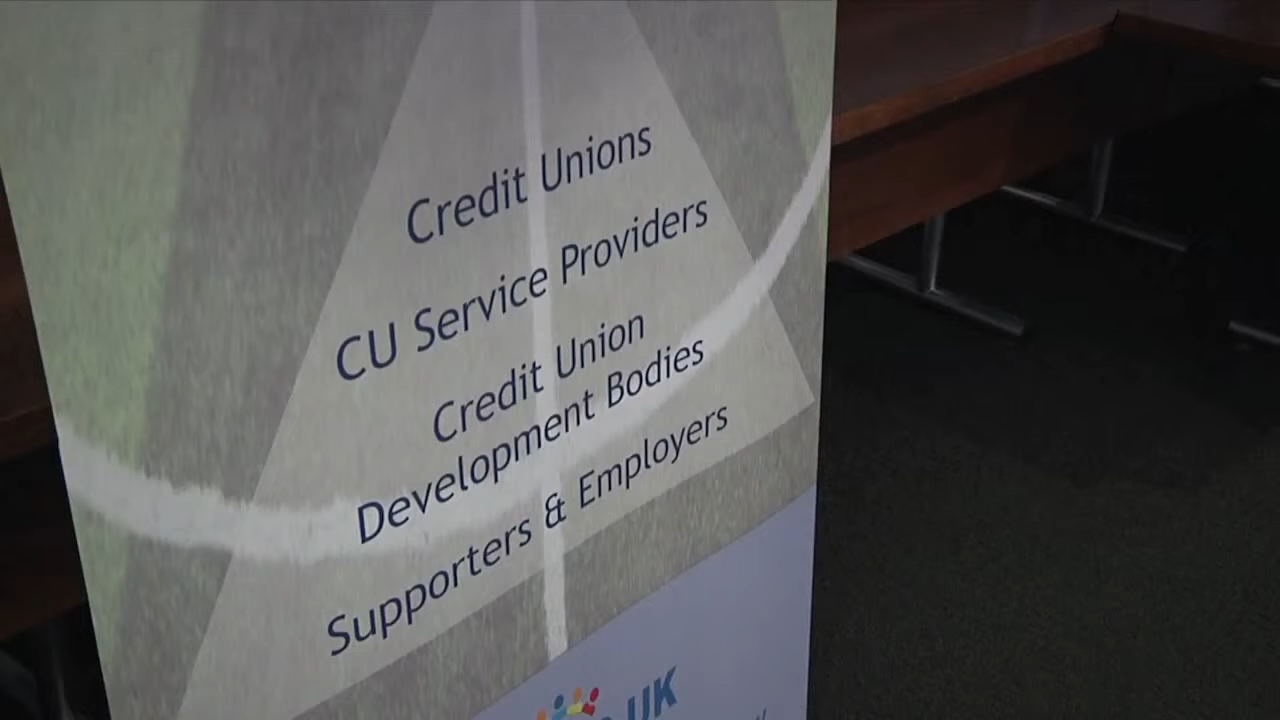 Credit Unions
CU Service Providers
Credit Union
Development Bodies
Supporters & Employers
UK